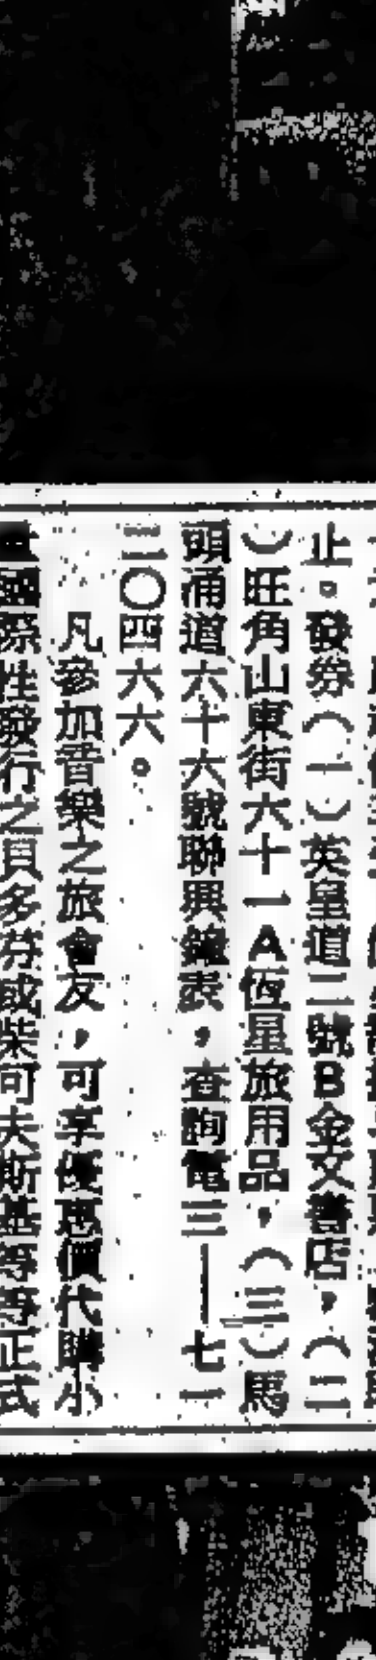 止。發券（一）英皇道二號B金文書店，（二
）旺角山東街六十一A恆星旅用品，（三）馬
頭涌道六十六號聯興鐘表，查詢電三——七一
二〇四六六。
凡參加音樂之旅會友，可享優惠價代購小
國際性發行之貝多芬或柴可夫斯基等等正式